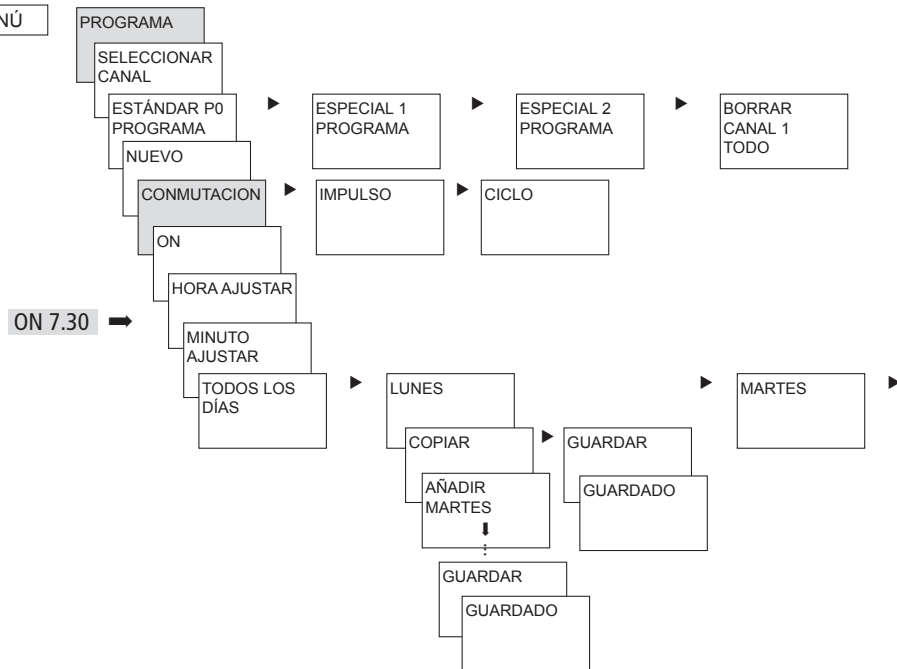 NÚ
PROGRAMA
SELECCIONAR
CANAL
ESTÁNDAR P0
PROGRAMA
ESPECIAL 1
PROGRAMA
ESPECIAL 2
PROGRAMA
BORRAR
CANAL 1
TODO
NUEVO
CONMUTACION
IMPULSO
CICLO
ON
HORA AJUSTAR
ON 7.30
MINUTO
AJUSTAR
TODOS LOS
DÍAS
LUNES
MARTES
COPIAR
GUARDAR
AÑADIR
MARTES
GUARDADO
GUARDAR
GUARDADO